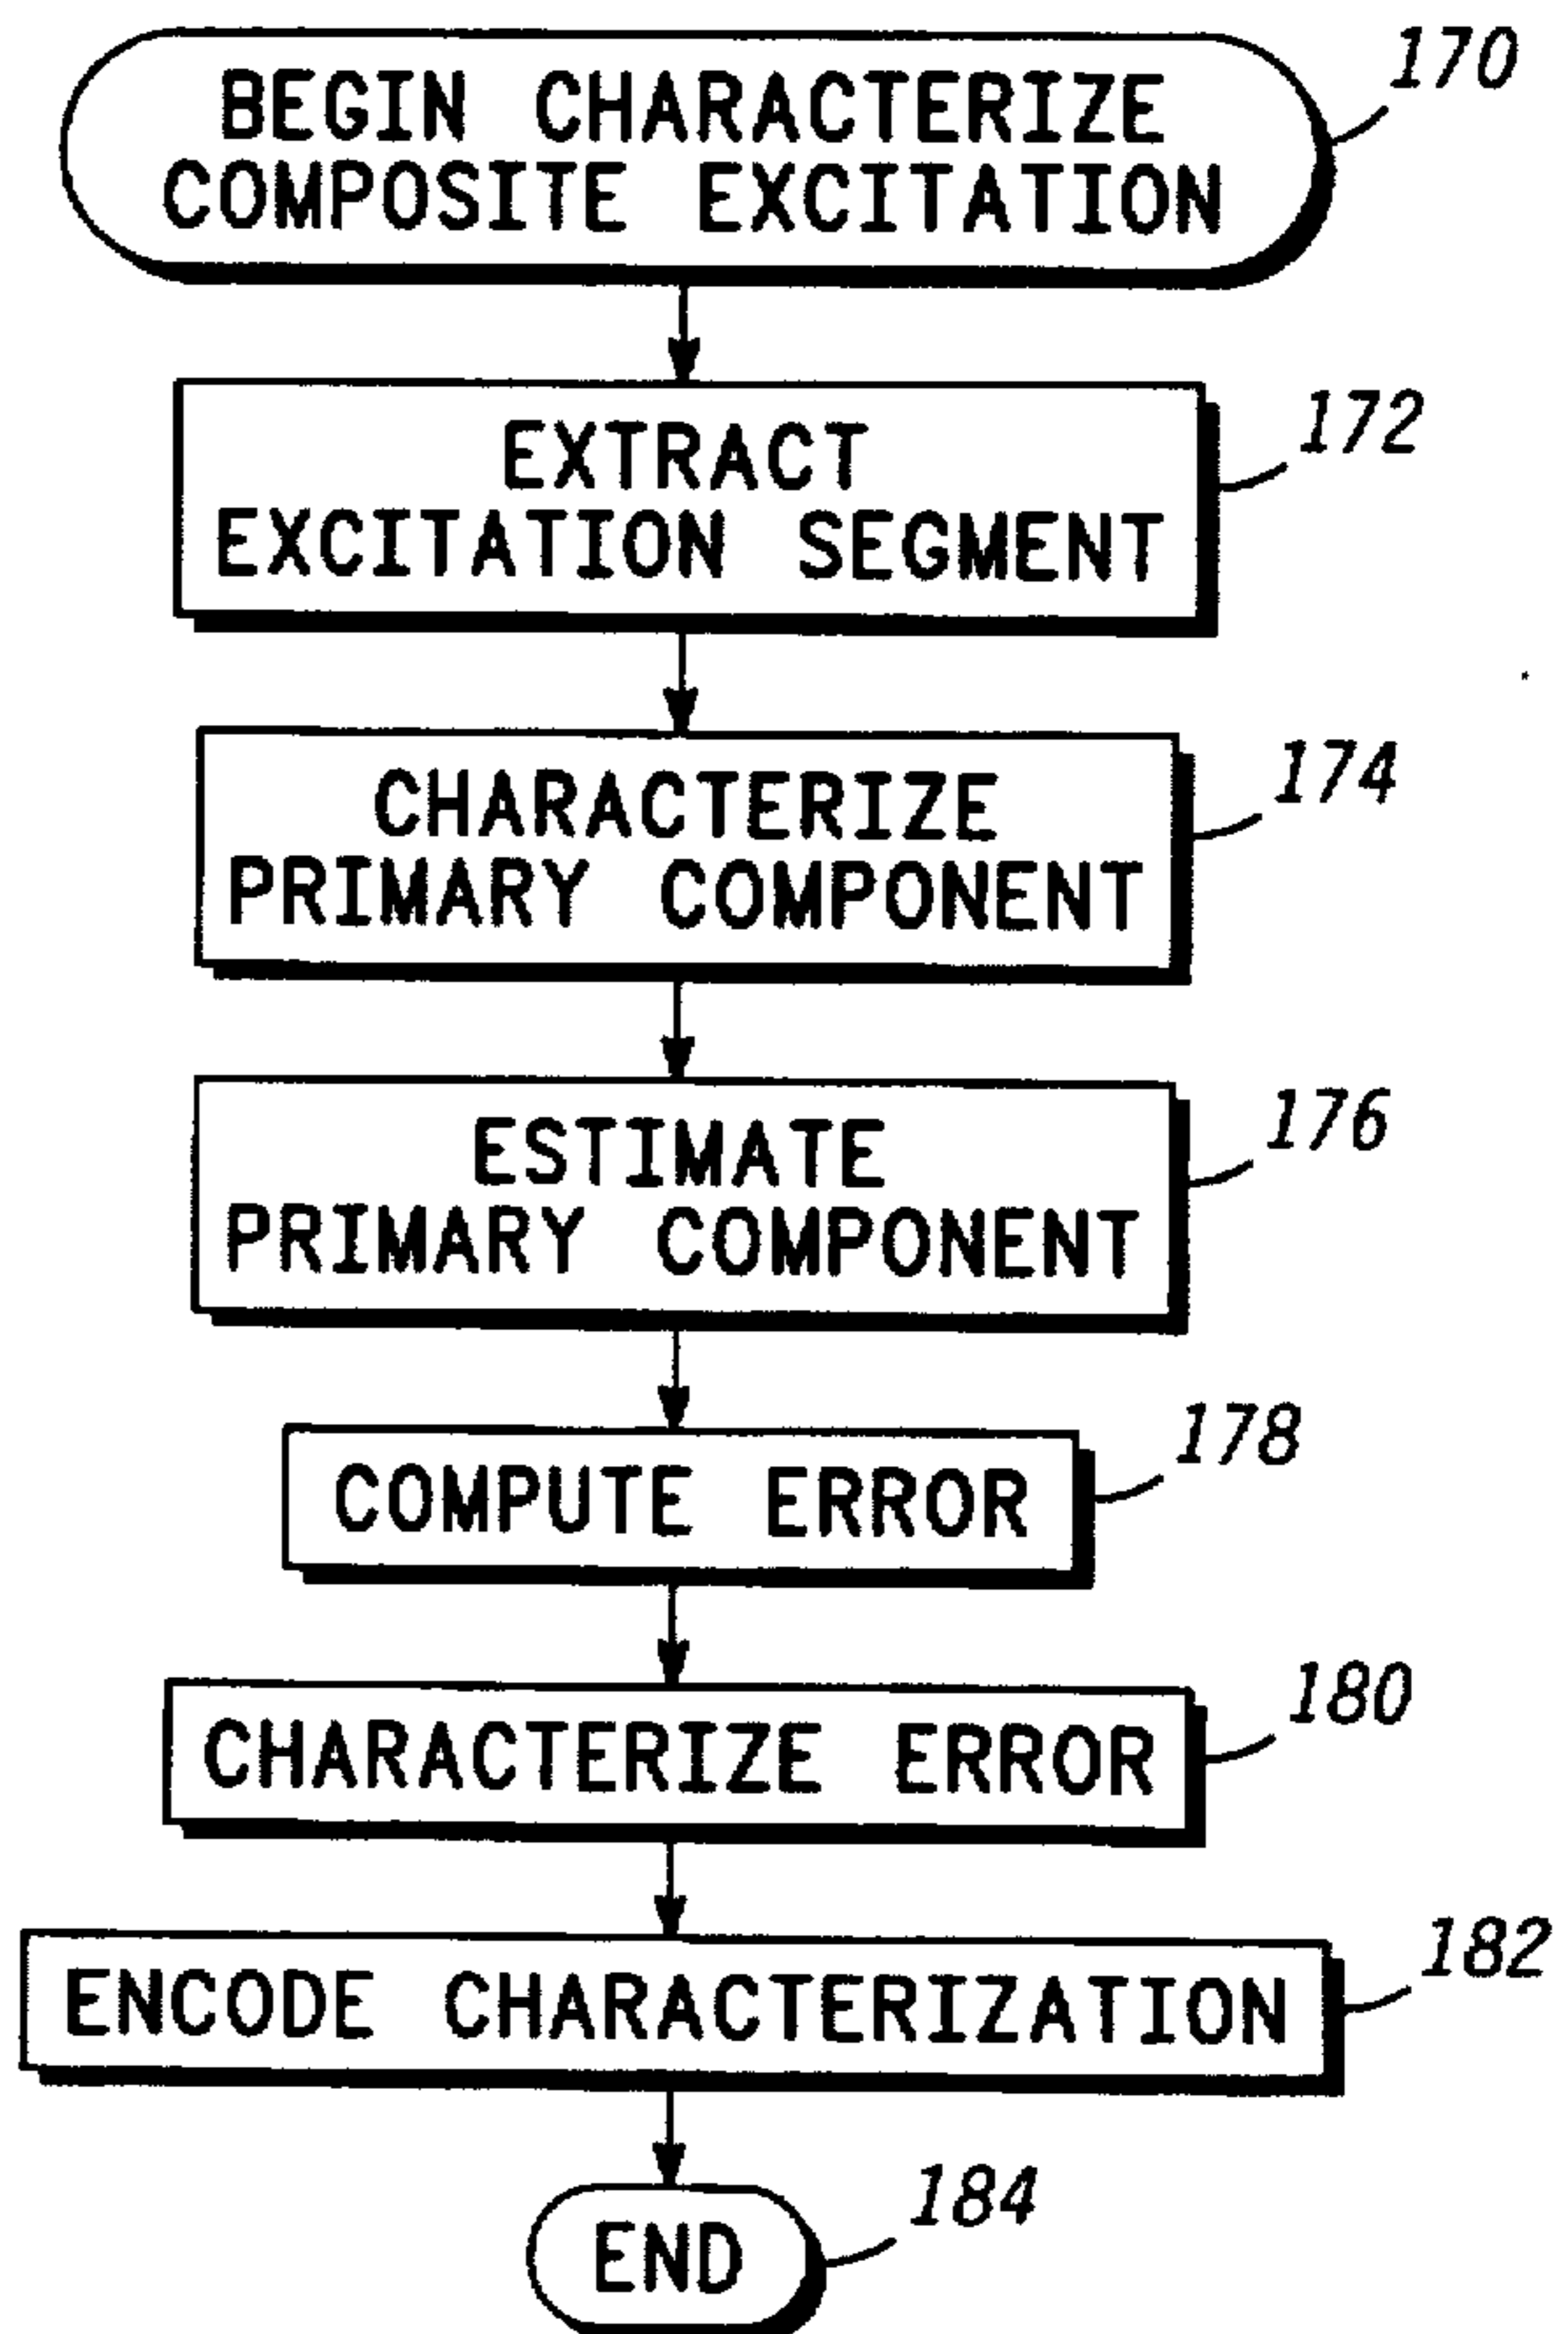 BEGIN CHARACTERIZE
COMPOSITE EXCITATION
170
EXTRACT
EXCITATION SEGMENT
172
CHARACTERIZE
PRIMARY COMPONENT
174
ESTIMATE
PRIMARY COMPONENT
176
COMPUTE ERROR
178
CHARACTERIZE ERROR
180
ENCODE CHARACTERIZATION
182
END
184